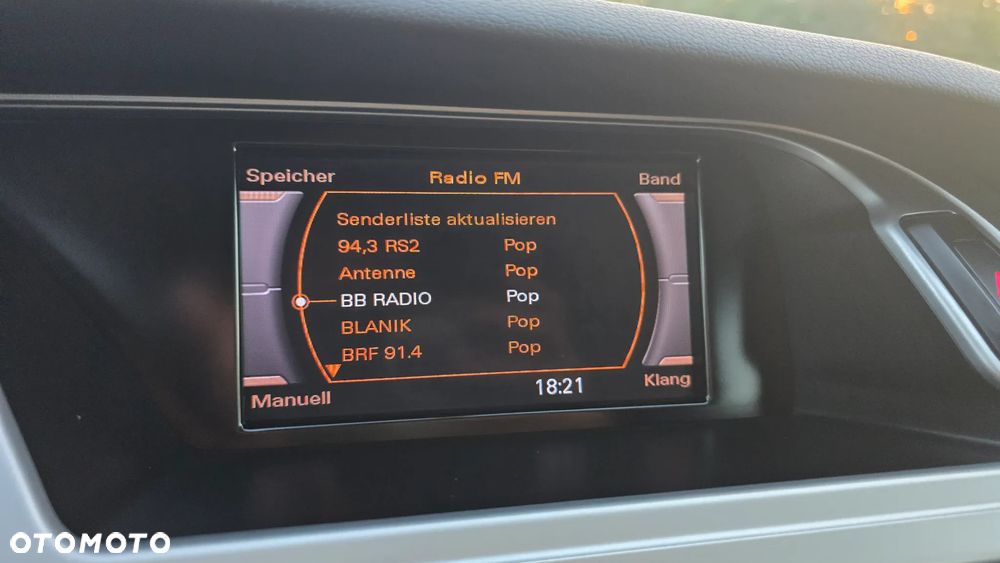 Speicher Radio FM Band
Senderliste aktualisieren
94,3 RS2 Pop
Antenne Pop
BB RADIO Pop
BLANIK Pop
BRF 91.4 Pop
18:21
Manuell Klang
OTOMOTO